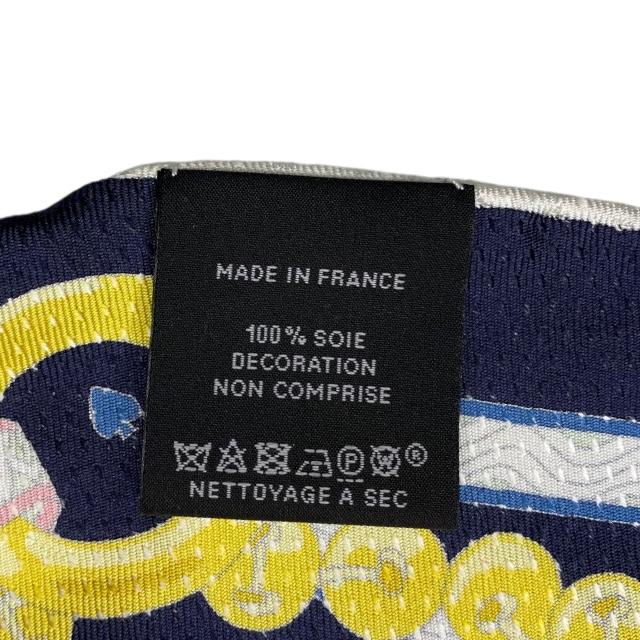 MADE IN FRANCE
100% SOIE
DECORATION
NON COMPRISE
P W ®
NETTOYAGE A SEC